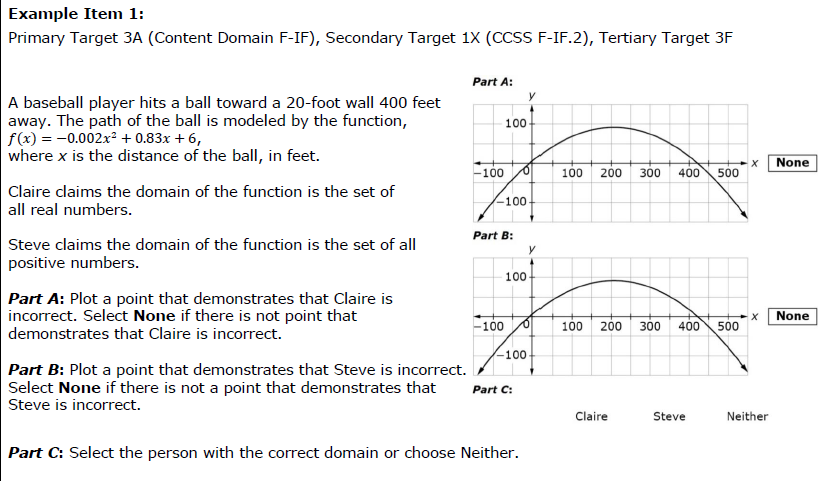 Example Item 1:
Primary Target 3A (Content Domain F-IF), Secondary Target 1X (CCSS F-IF.2), Tertiary Target 3F
A baseball player hits a ball toward a 20-foot wall 400 feet
away. The path of the ball is modeled by the function,
f(x) = −0.002x² + 0.83x + 6,
where x is the distance of the ball, in feet.
Claire claims the domain of the function is the set of
all real numbers.
Steve claims the domain of the function is the set of all
positive numbers.
Part A: Plot a point that demonstrates that Claire is
incorrect. Select None if there is not point that
demonstrates that Claire is incorrect.
Part B: Plot a point that demonstrates that Steve is incorrect.
Select None if there is not a point that demonstrates that
Steve is incorrect.
Part C: Select the person with the correct domain or choose Neither.
Part A:
y
100
x
None
−100 0 100 200 300 400 500
−100
Part B:
y
100
x
None
−100 0 100 200 300 400 500
−100
Part C:
Claire Steve Neither